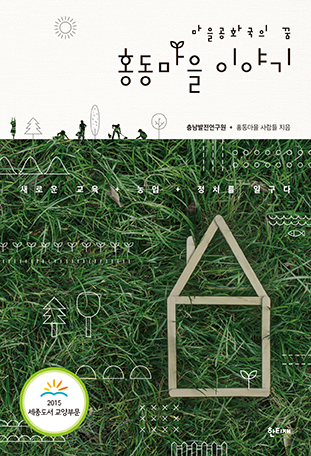 마을공화국의 꿈
홍동마을 이야기
충남발전연구원 + 홍동마을 사람들 지음
새로운 교육 + 농업 + 정치를 일구다
2015
세종도서 교양부문
한티재